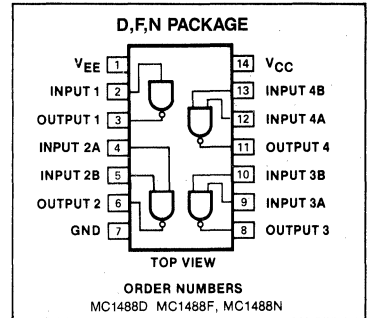 D,F,N PACKAGE
VEE 1 14 VCC
INPUT 1 2 13 INPUT 4B
OUTPUT 1 3 12 INPUT 4A
INPUT 2A 4 11 OUTPUT 4
INPUT 2B 5 10 INPUT 3B
OUTPUT 2 6 9 INPUT 3A
GND 7 8 OUTPUT 3
TOP VIEW
ORDER NUMBERS
MC1488D MC1488F, MC1488N